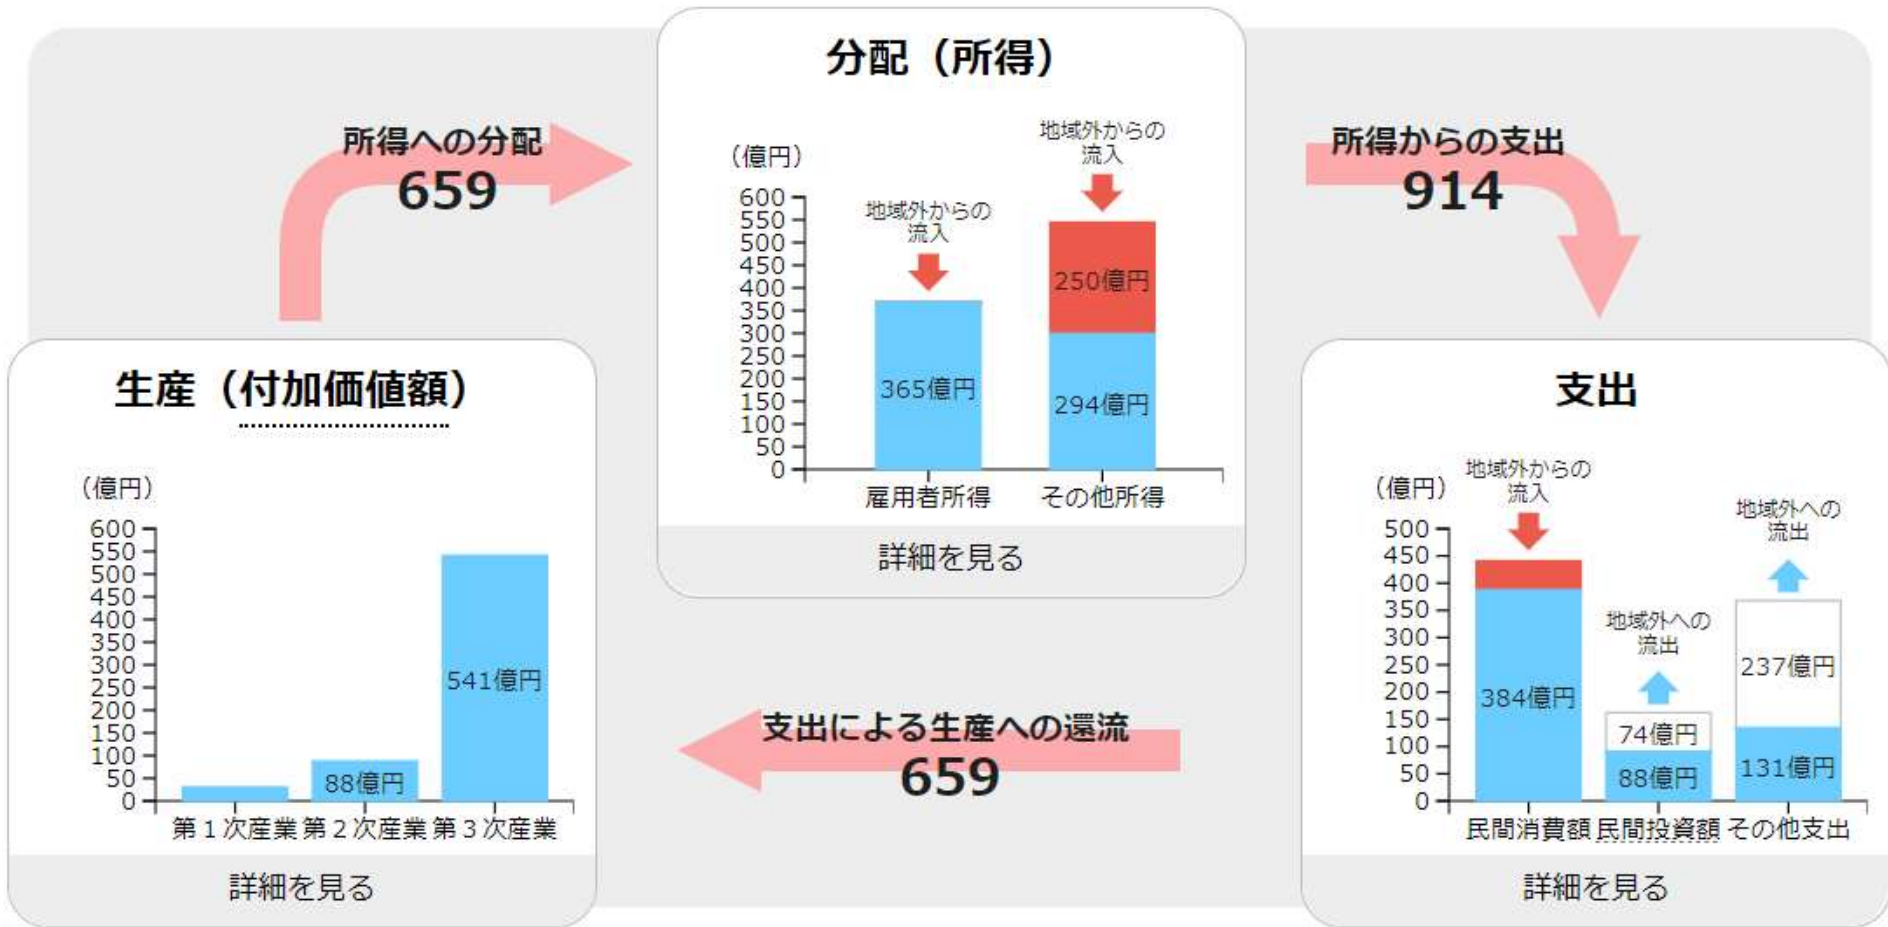 分配（所得）
所得への分配
659
所得からの支出
914
（億円）
地域外からの
流入
地域外からの
流入
600
550
500
450
400
350
300
250
200
150
100
50
0
250億円
365億円
294億円
雇用者所得
その他所得
詳細を見る
生産（付加価値額）
（億円）
600
550
500
450
400
350
300
250
200
150
100
50
0
541億円
88億円
第１次産業
第２次産業
第３次産業
詳細を見る
支出
（億円）
地域外からの
流入
地域外への
流出
地域外への
流出
500
450
400
350
300
250
200
150
100
50
0
384億円
74億円
88億円
237億円
131億円
民間消費額
民間投資額
その他支出
詳細を見る
支出による生産への還流
659